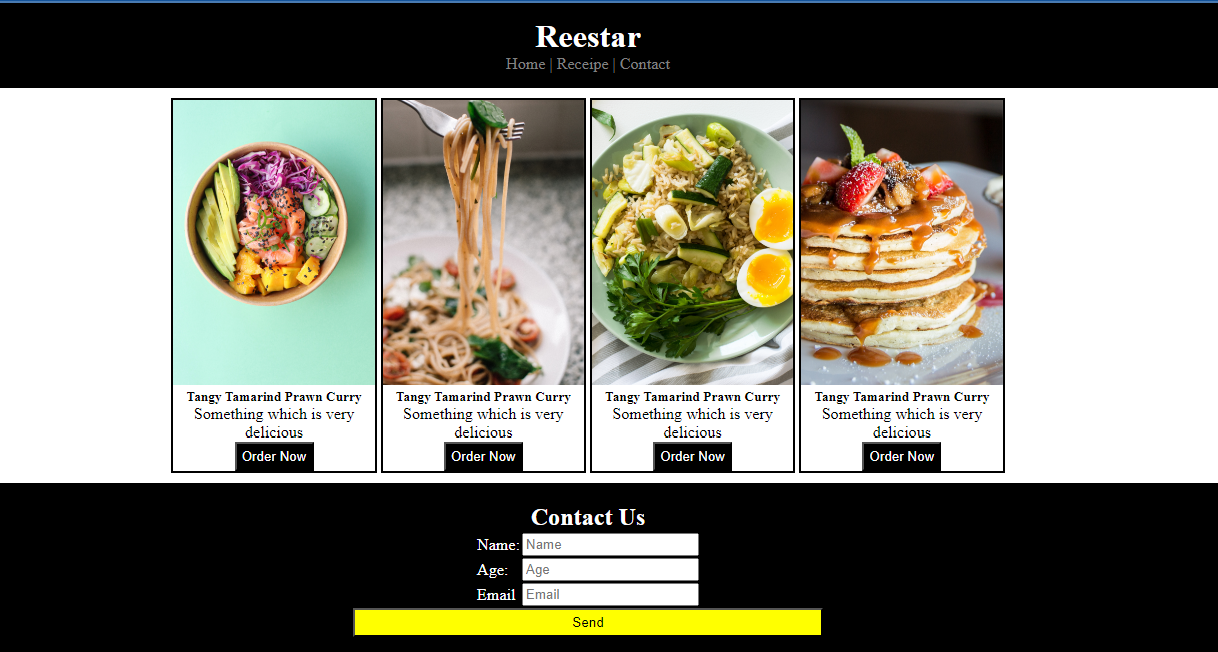 Reestar
Home | Receipe | Contact
Tangy Tamarind Prawn Curry
Something which is very
delicious
Order Now
Tangy Tamarind Prawn Curry
Something which is very
delicious
Order Now
Tangy Tamarind Prawn Curry
Something which is very
delicious
Order Now
Tangy Tamarind Prawn Curry
Something which is very
delicious
Order Now
Contact Us
Name: Name
Age: Age
Email Email
Send